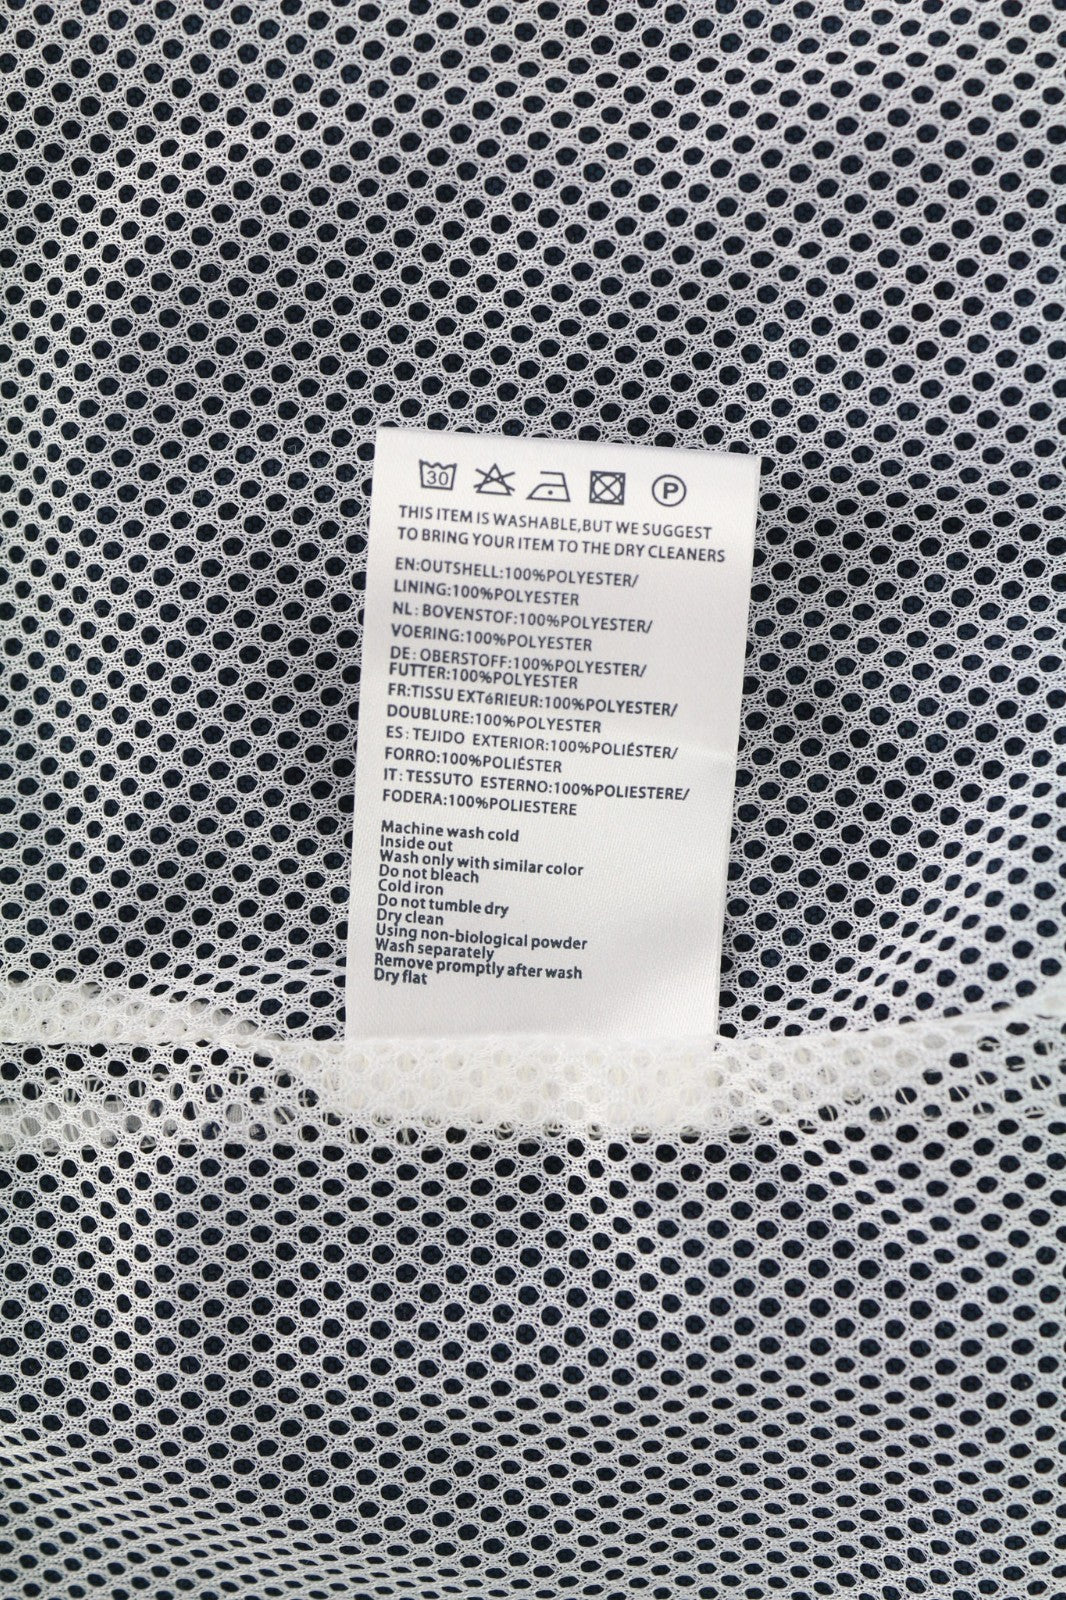 30 P
THIS ITEM IS WASHABLE,BUT WE SUGGEST
TO BRING YOUR ITEM TO THE DRY CLEANERS
EN:OUTSHELL:100%POLYESTER/
LINING:100%POLYESTER
NL: BOVENSTOF:100%POLYESTER/
VOERING:100%POLYESTER
DE: OBERSTOFF:100%POLYESTER/
FUTTER:100%POLYESTER
FR:TISSU EXTéRIEUR:100%POLYESTER/
DOUBLURE:100%POLYESTER
ES: TEJIDO EXTERIOR:100%POLIÉSTER/
FORRO:100%POLIÉSTER
IT: TESSUTO ESTERNO:100%POLIESTERE/
FODERA:100%POLIESTERE
Machine wash cold
Inside out
Wash only with similar color
Do not bleach
Cold iron
Do not tumble dry
Dry clean
Using non-biological powder
Wash separately
Remove promptly after wash
Dry flat